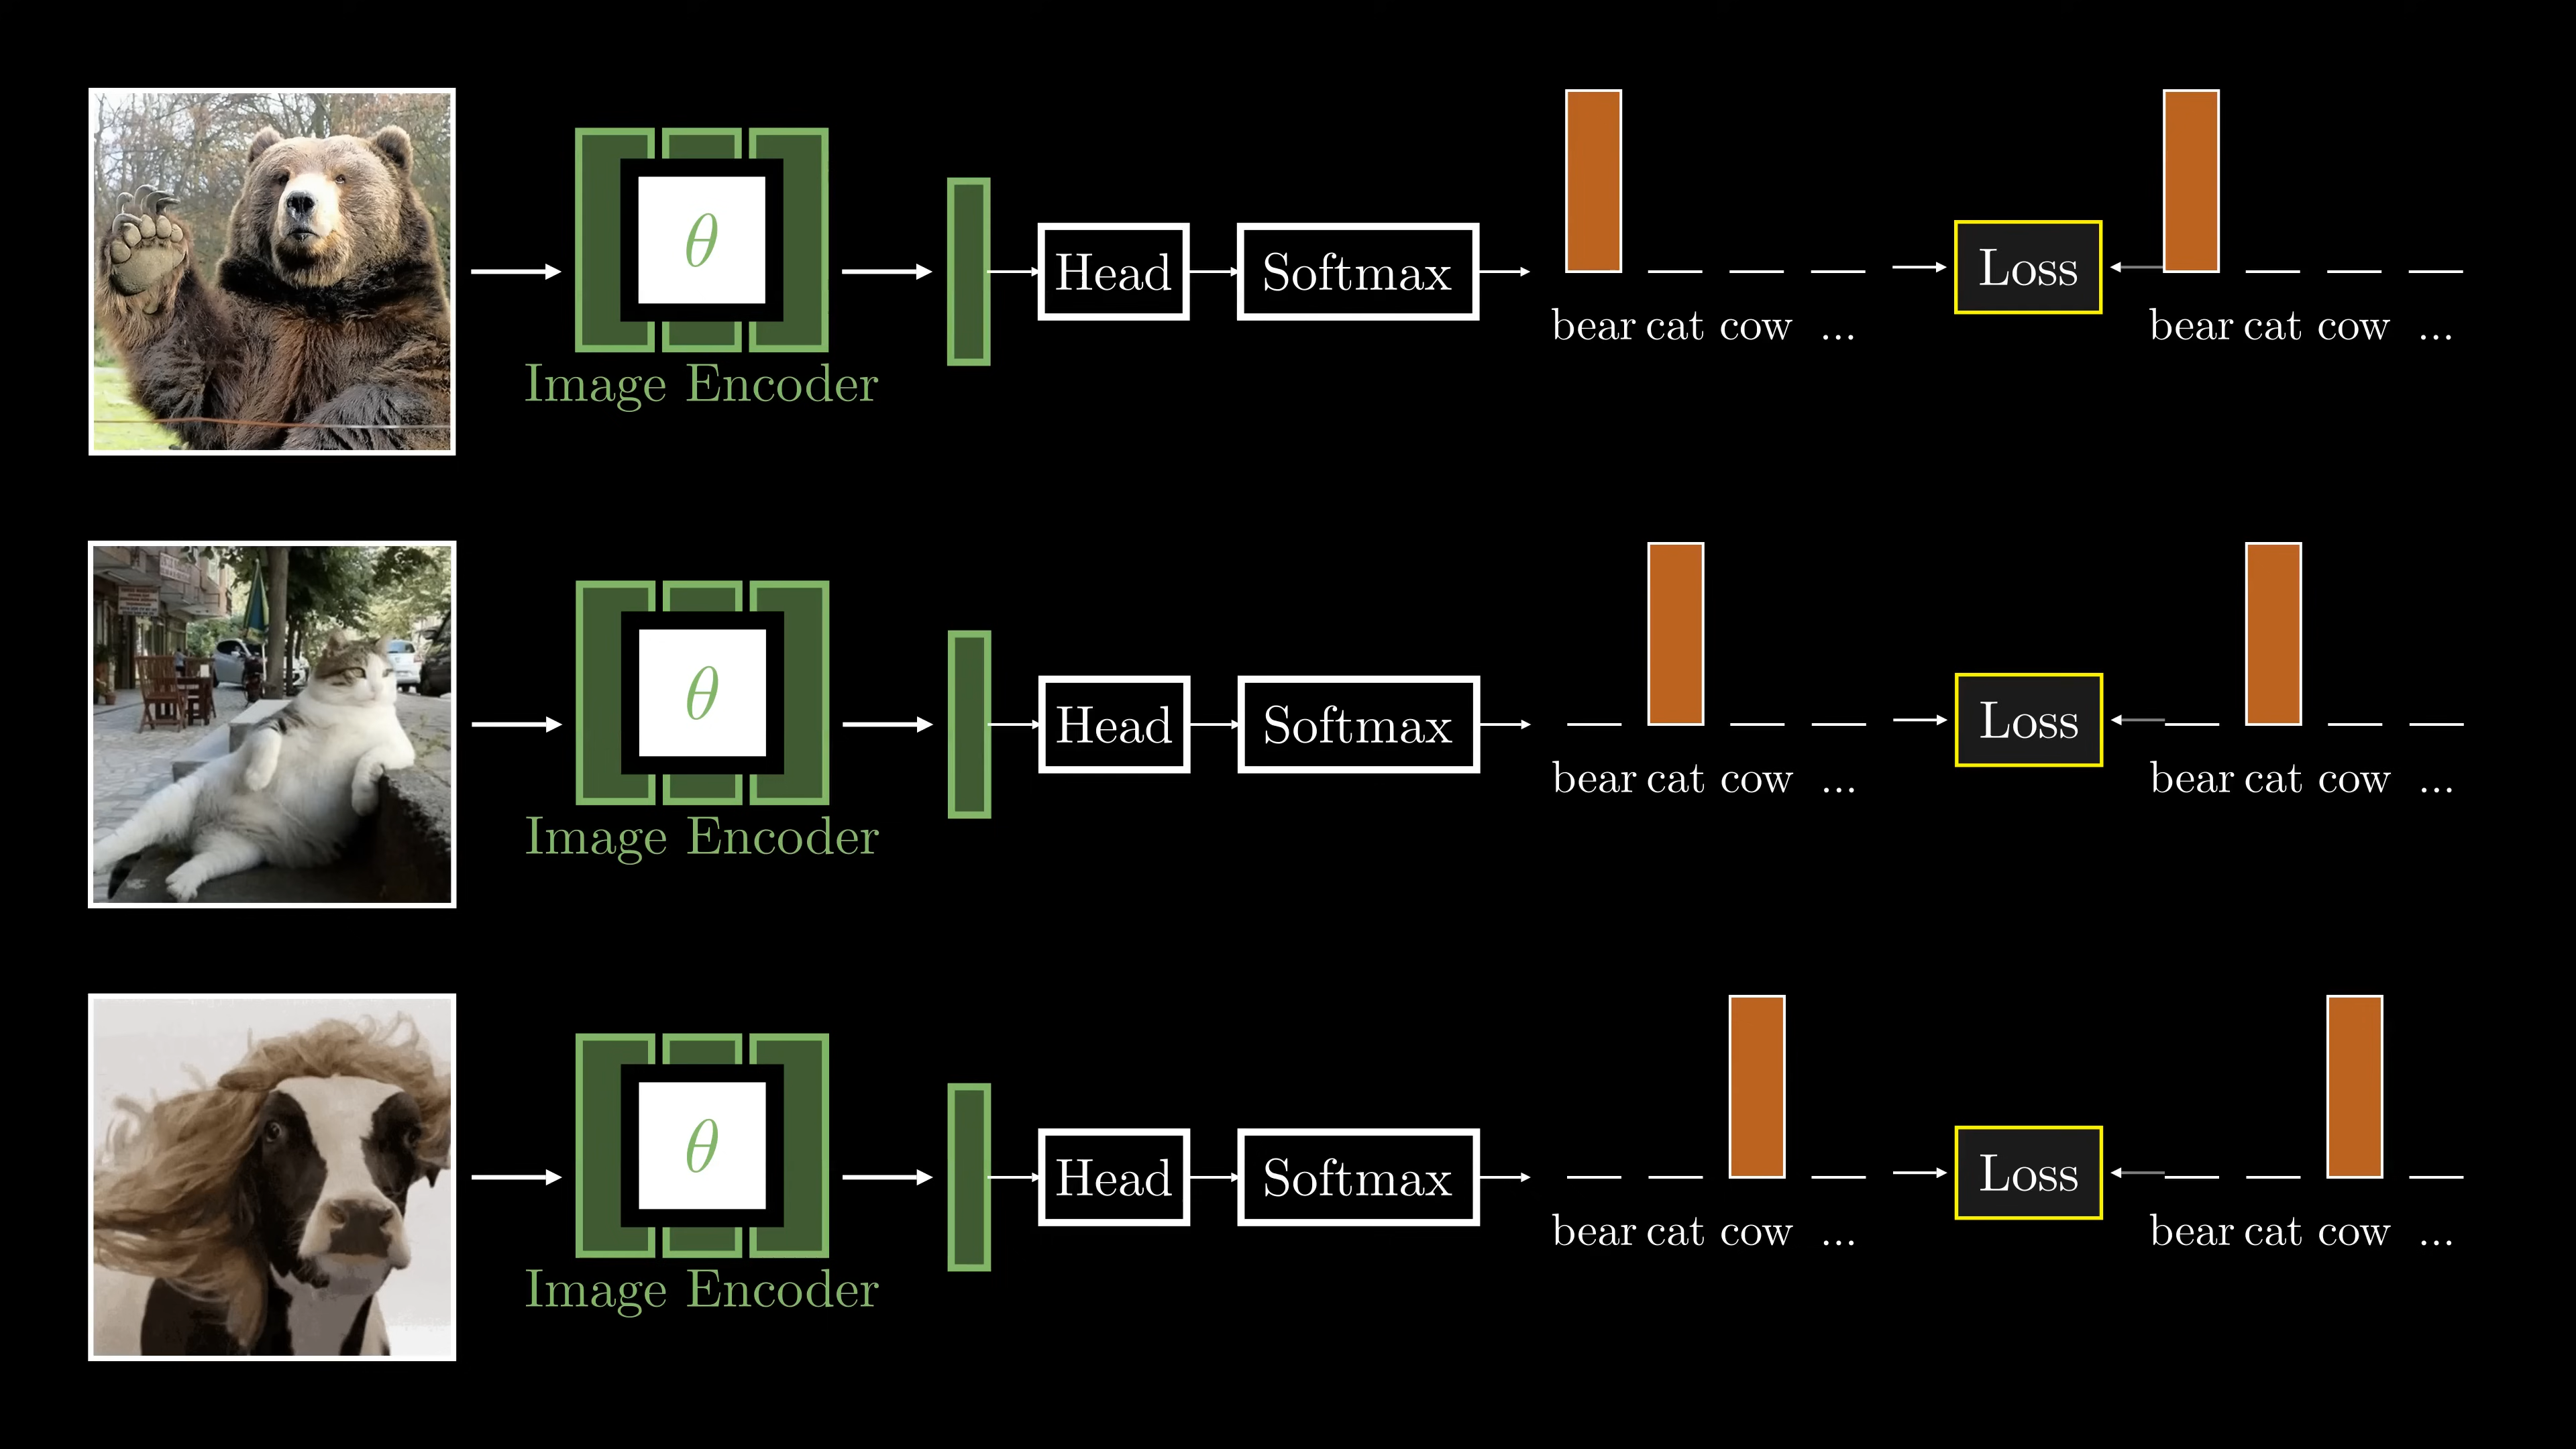 θ
Image Encoder
Head
Softmax
bear cat cow ...
Loss
bear cat cow ...
θ
Image Encoder
Head
Softmax
bear cat cow ...
Loss
bear cat cow ...
θ
Image Encoder
Head
Softmax
bear cat cow ...
Loss
bear cat cow ...